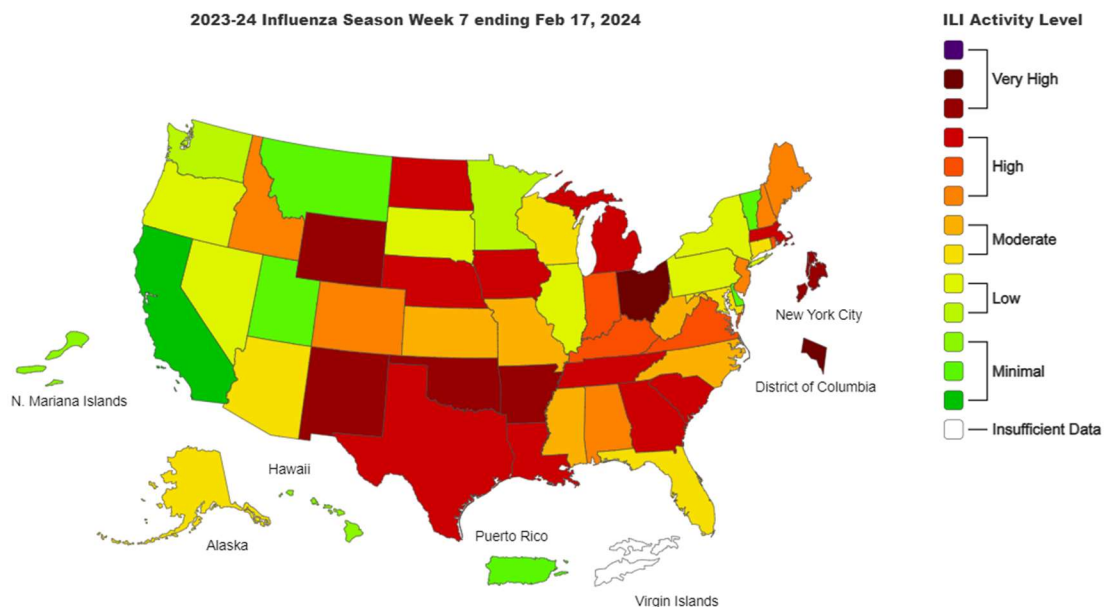 2023-24 Influenza Season Week 7 ending Feb 17, 2024
ILI Activity Level
Very High
High
Moderate
Low
Minimal
Insufficient Data
New York City
District of Columbia
N. Mariana Islands
Hawaii
Alaska
Puerto Rico
Virgin Islands